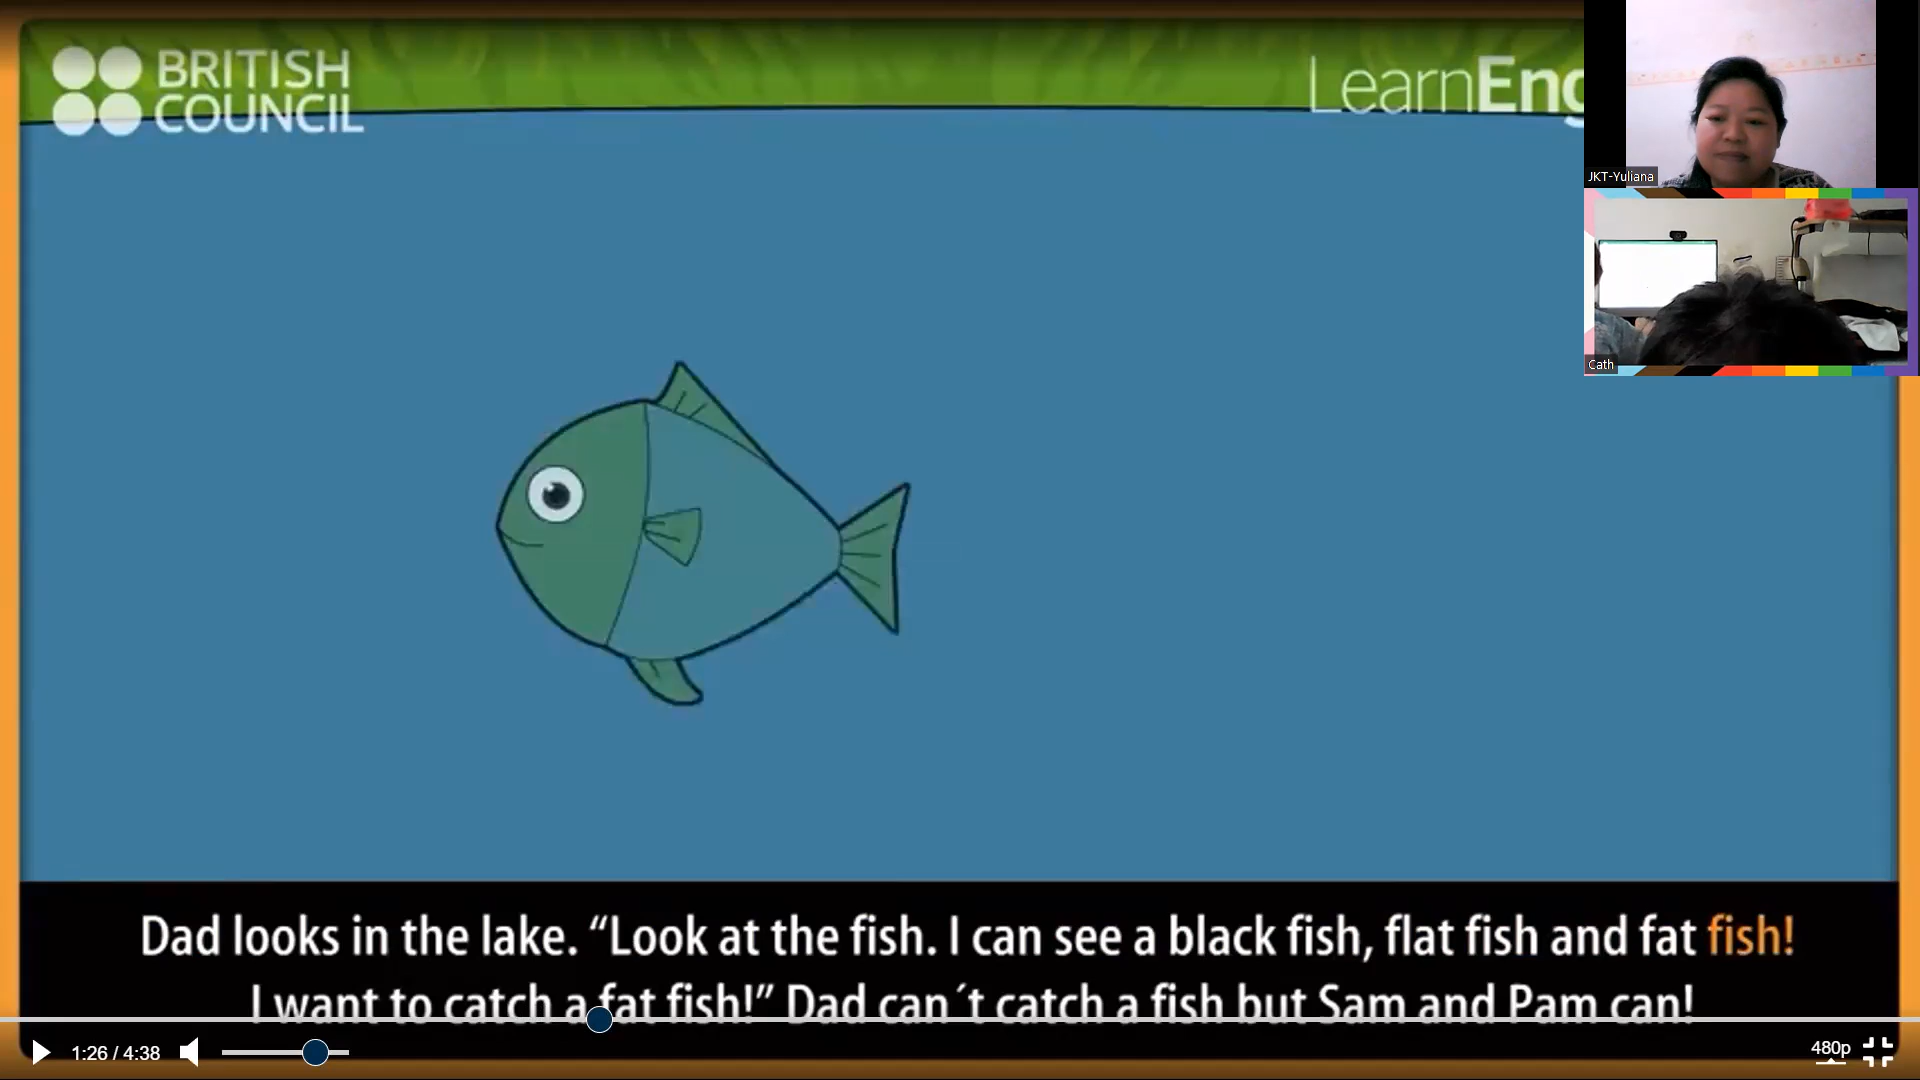 BRITISH
COUNCIL
LearnEng
JKT-Yuliana
Cath
Dad looks in the lake. “Look at the fish. I can see a black fish, flat fish and fat fish!
I want to catch a fat fish!” Dad can´t catch a fish but Sam and Pam can!
1:26 / 4:38
480p